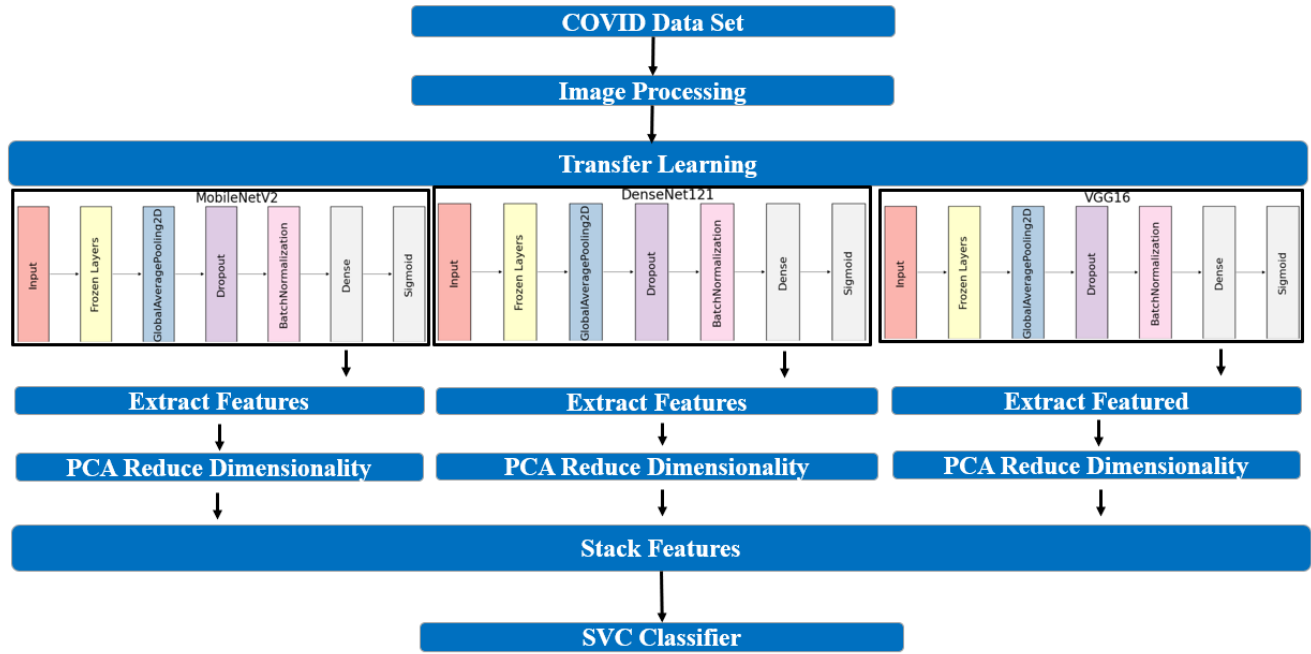 COVID Data Set
Image Processing
Transfer Learning
MobileNetV2
Input
Frozen Layers
GlobalAveragePooling2D
Dropout
BatchNormalization
Dense
Sigmoid
DenseNet121
Input
Frozen Layers
GlobalAveragePooling2D
Dropout
BatchNormalization
Dense
Sigmoid
VGG16
Input
Frozen Layers
GlobalAveragePooling2D
Dropout
BatchNormalization
Dense
Sigmoid
Extract Features
Extract Features
Extract Featured
PCA Reduce Dimensionality
PCA Reduce Dimensionality
PCA Reduce Dimensionality
Stack Features
SVC Classifier